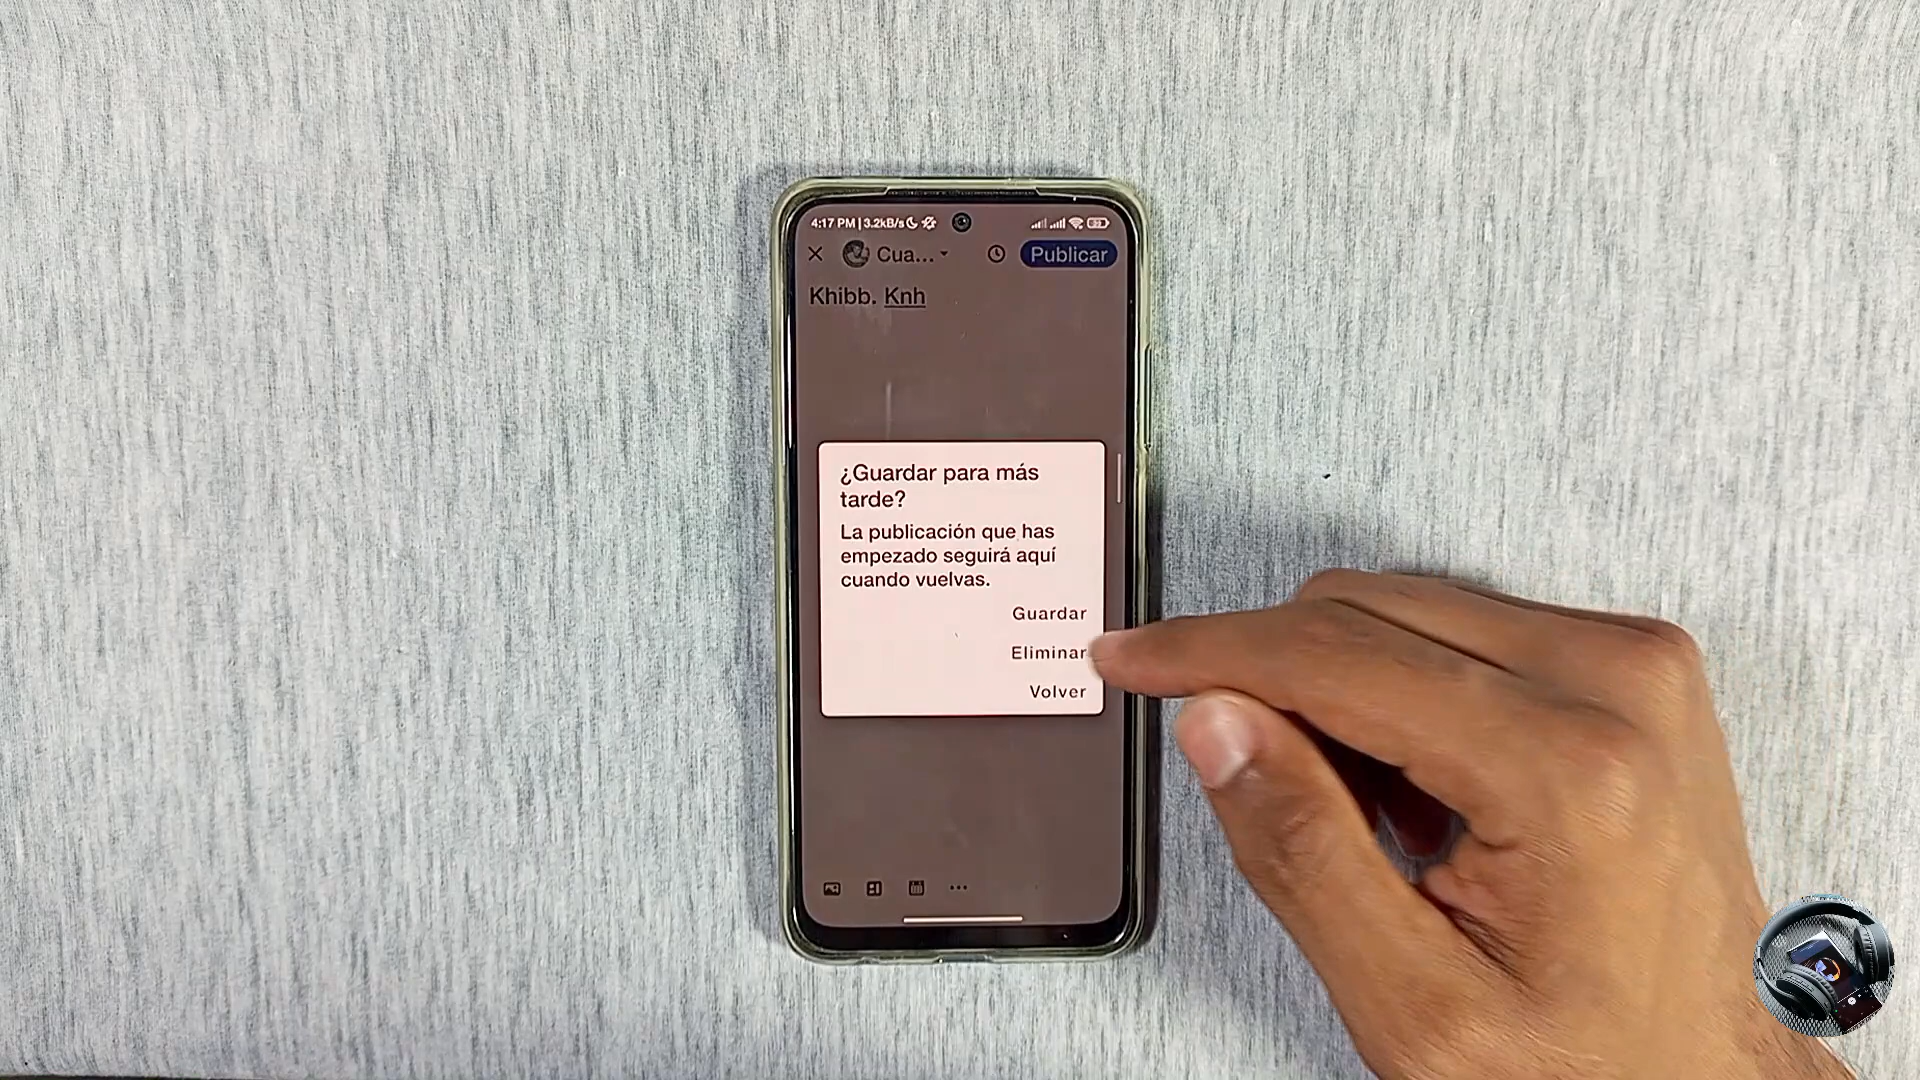 4:17 PM | 3.2kB/s
Cua...
Publicar
Khibb. Knh
¿Guardar para más
tarde?
La publicación que has
empezado seguirá aquí
cuando vuelvas.
Guardar
Eliminar
Volver